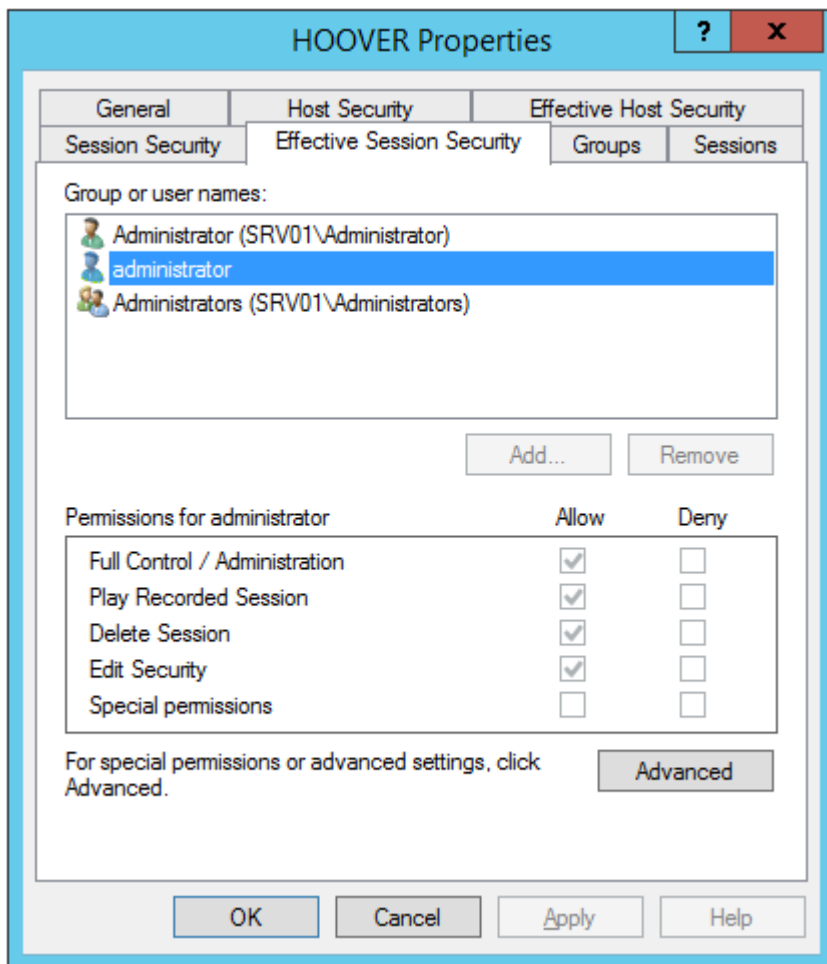 HOOVER Properties
?
x
General Host Security Effective Host Security
Session Security Effective Session Security Groups Sessions
Group or user names:
Administrator (SRV01\Administrator)
administrator
Administrators (SRV01\Administrators)
Add... Remove
Permissions for administrator Allow Deny
Full Control / Administration
Play Recorded Session
Delete Session
Edit Security
Special permissions
For special permissions or advanced settings, click
Advanced.
Advanced
OK Cancel Apply Help